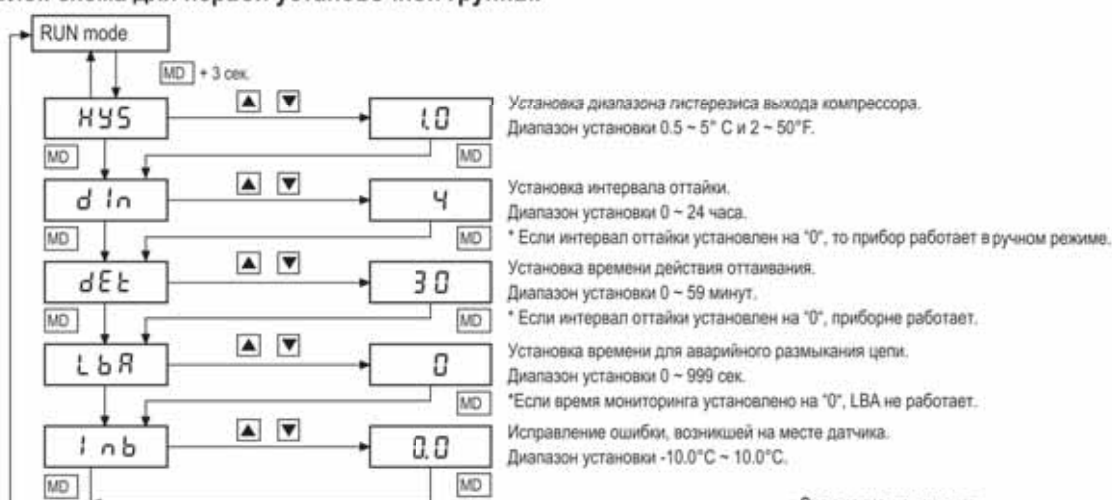 RUN mode
MD + 3 сек.
HYS
▲ ▼
1.0
Установка диапазона гистерезиса выхода компрессора.
Диапазон установки 0.5 ~ 5° C и 2 ~ 50°F.
MD
MD
dIn
▲ ▼
4
Установка интервала оттайки.
Диапазон установки 0 ~ 24 часа.
* Если интервал оттайки установлен на "0", то прибор работает в ручном режиме.
MD
MD
dEt
▲ ▼
30
Установка времени действия оттаивания.
Диапазон установки 0 ~ 59 минут.
* Если интервал оттайки установлен на "0", приборне работает.
MD
MD
LbA
▲ ▼
0
Установка времени для аварийного размыкания цепи.
Диапазон установки 0 ~ 999 сек.
*Если время мониторинга установлено на "0", LBA не работает.
MD
Inb
▲ ▼
0.0
Исправление ошибки, возникшей на месте датчика.
Диапазон установки -10.0°C ~ 10.0°C.
MD
MD